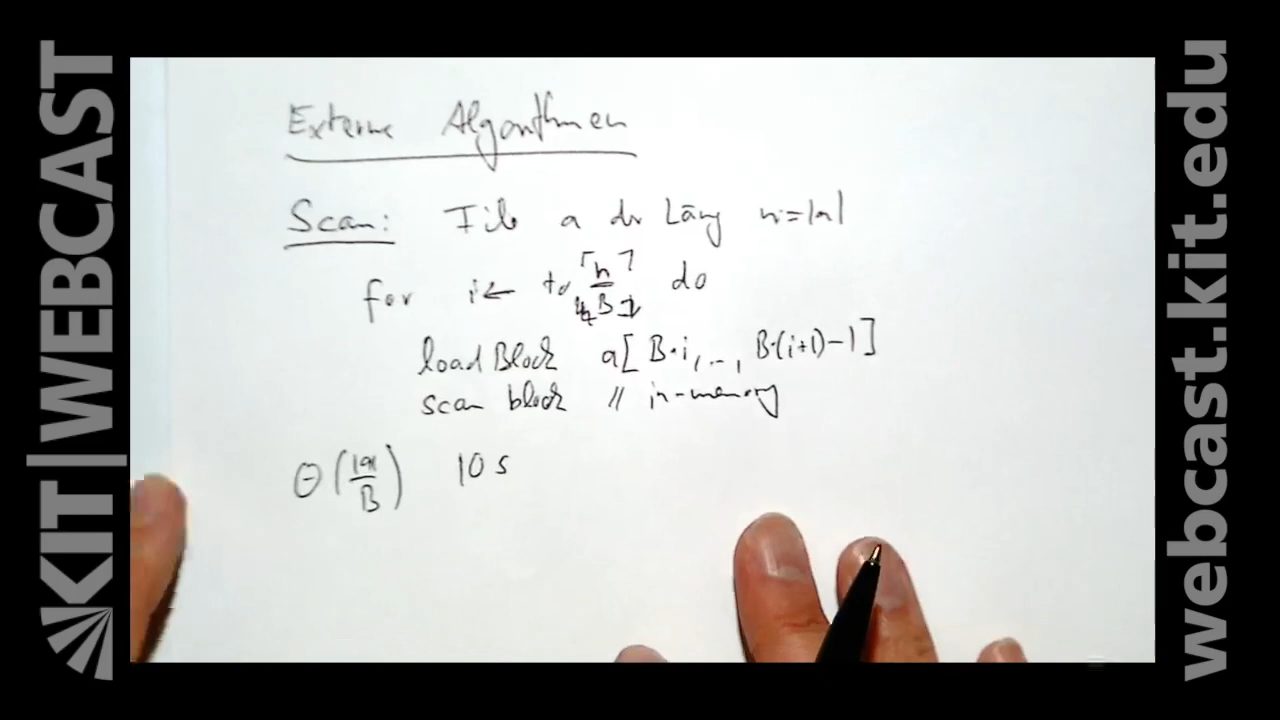 KIT|WEBCAST
Externe Algorithmen
Scan: File a der Länge n=|a|
for i← to ⌈n/B⌉ do
load Block a[B·i,..., B·(i+1)-1]
scan block // in-memory
Θ(|a|/B) 10 s
webcast.kit.edu